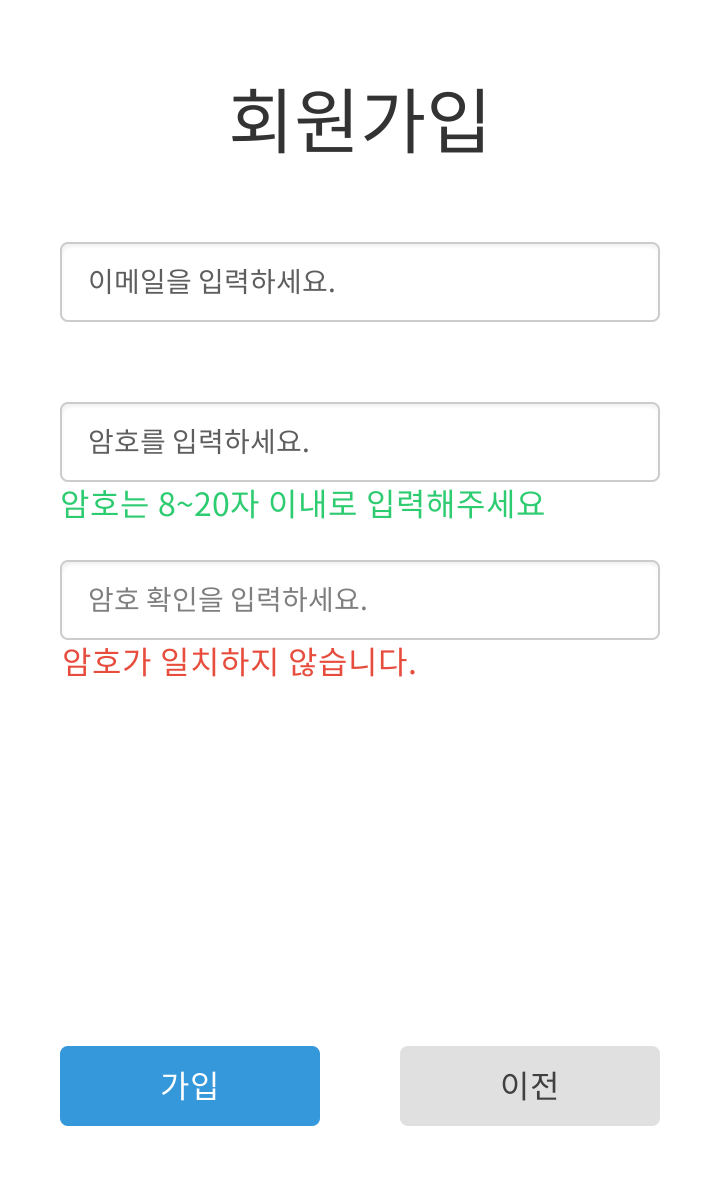 회원가입
이메일을 입력하세요.
암호를 입력하세요.
암호는 8~20자 이내로 입력해주세요
암호 확인을 입력하세요.
암호가 일치하지 않습니다.
가입
이전